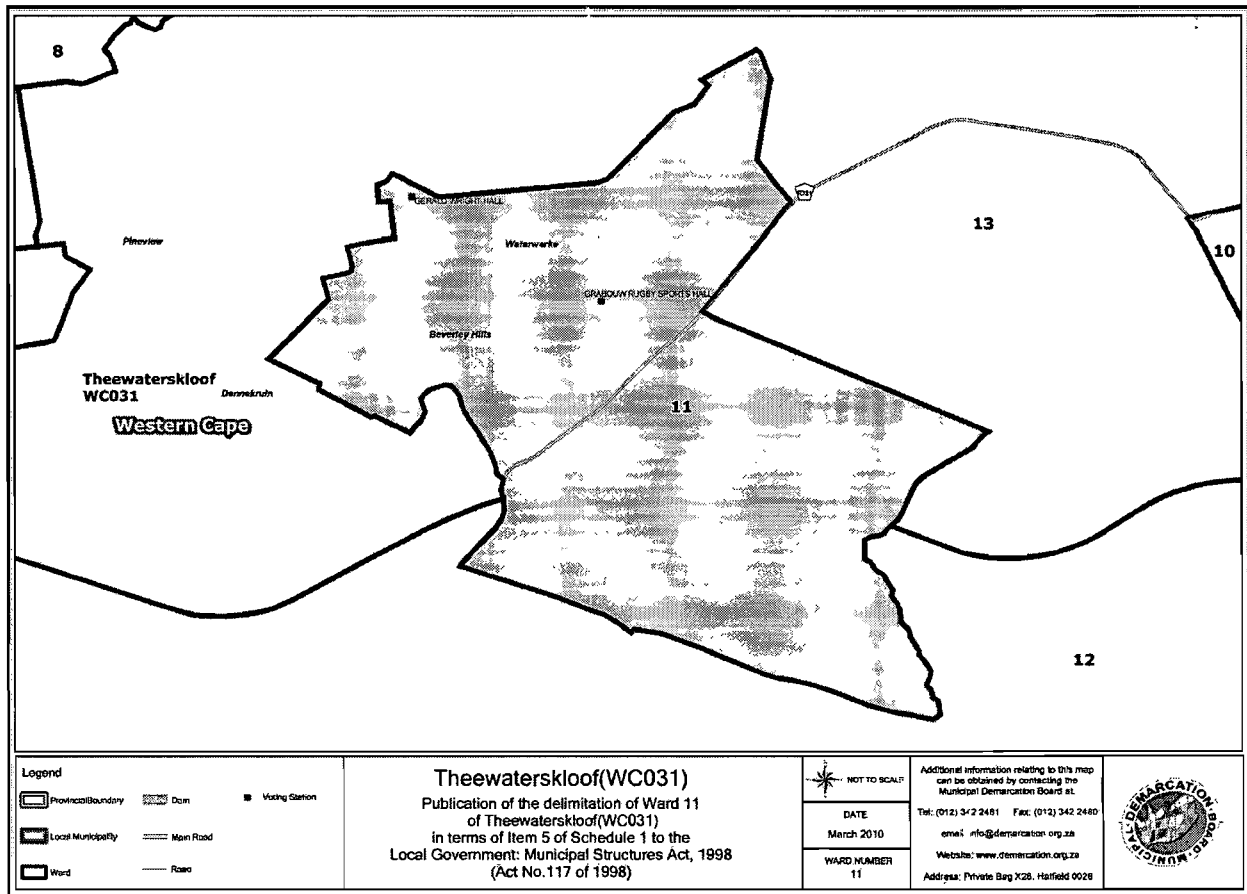 8
13
10
Pineview
GERALD WRIGHT HALL
Waterwerke
GRABOUW RUGBY SPORTS HALL
Beverley Hills
Theewaterskloof
WC031
Dennekruin
Western Cape
11
12
Legend
ProvincialBoundary
Dam
Voting Station
Local Municipality
Main Road
Ward
Road
Theewaterskloof(WC031)
Publication of the delimitation of Ward 11
of Theewaterskloof(WC031)
in terms of Item 5 of Schedule 1 to the
Local Government: Municipal Structures Act, 1998
(Act No.117 of 1998)
NOT TO SCALE
DATE
March 2010
WARD NUMBER
11
Additional information relating to this map
can be obtained by contacting the
Municipal Demarcation Board at.
Tel: (012) 342 2481 Fax: (012) 342 2480
email: info@demarcation.org.za
Website: www.demarcation.org.za
Address: Private Bag X28, Hatfield 0028
MUNICIPAL DEMARCATION BOARD